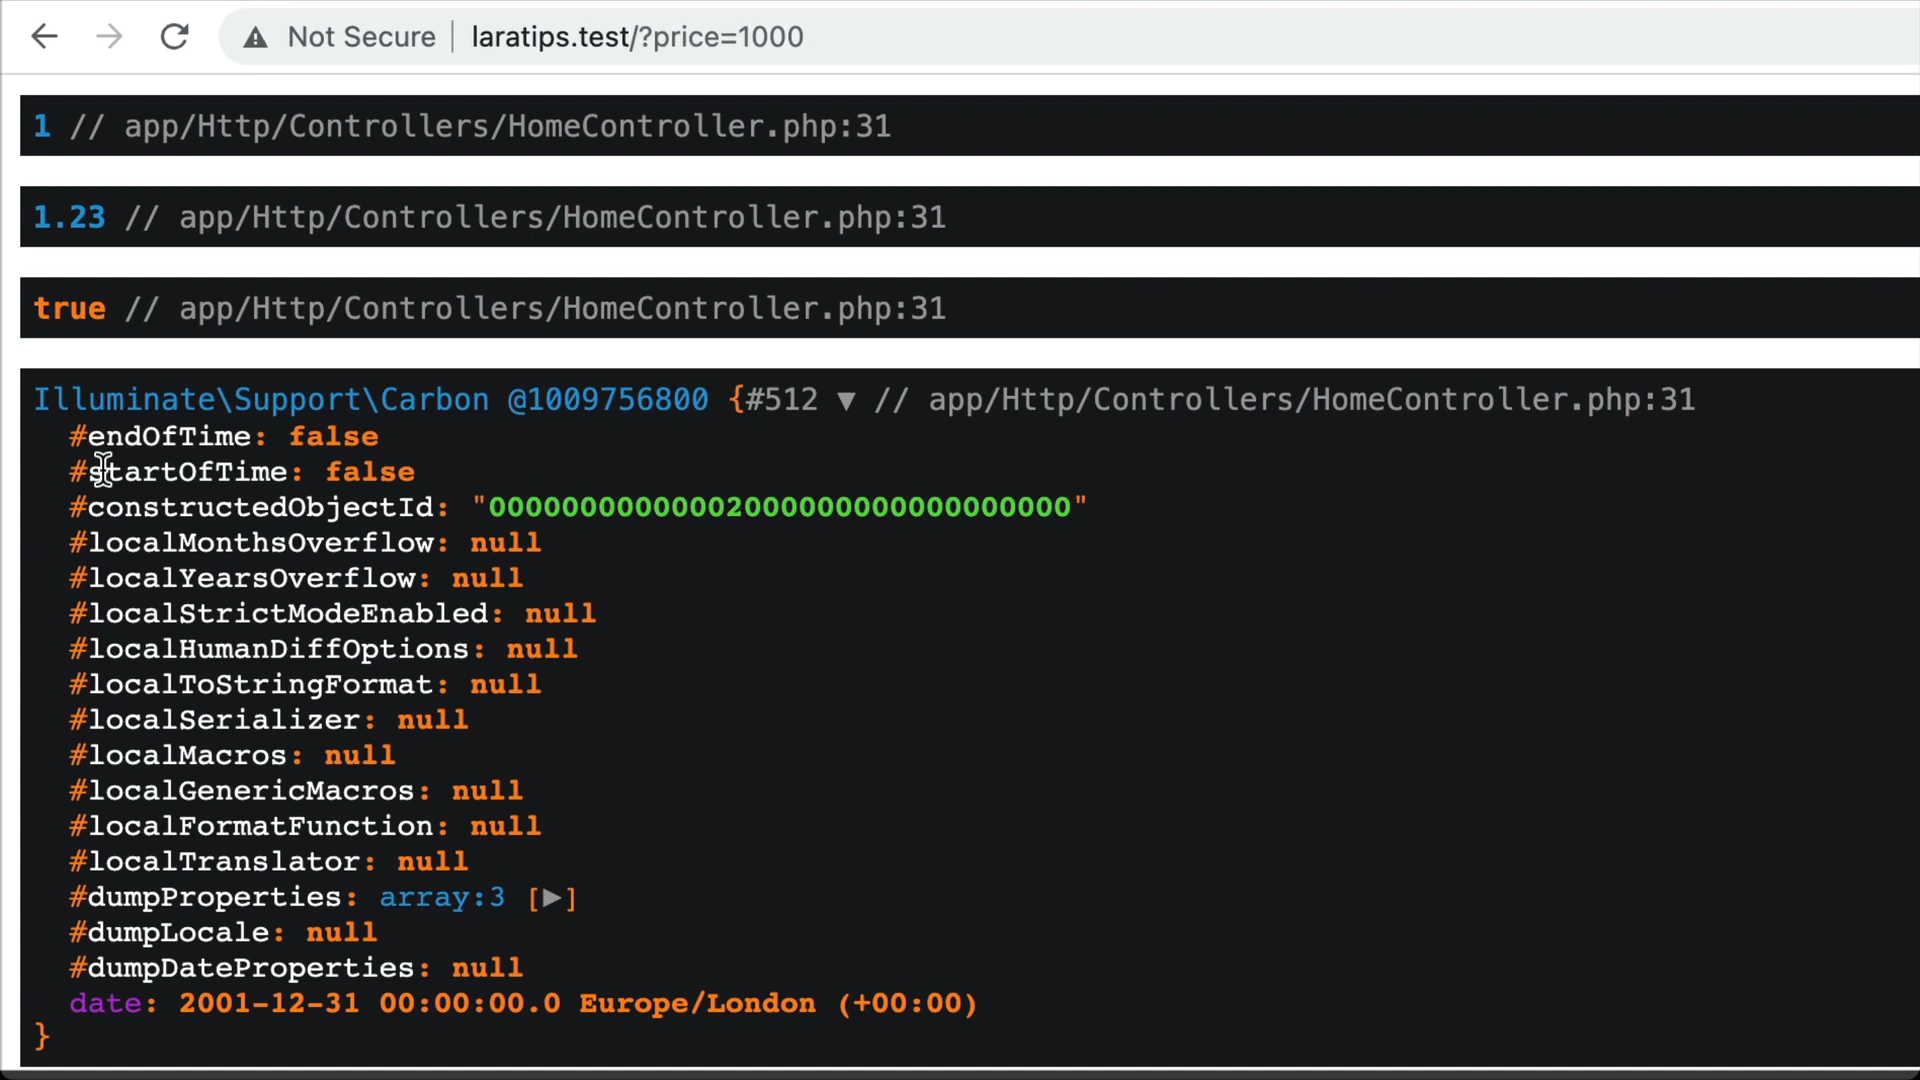 Not Secure laratips.test/?price=1000
1 // app/Http/Controllers/HomeController.php:31
1.23 // app/Http/Controllers/HomeController.php:31
true // app/Http/Controllers/HomeController.php:31
Illuminate\Support\Carbon @1009756800 {#512 ▼ // app/Http/Controllers/HomeController.php:31
#endOfTime: false
#startOfTime: false
#constructedObjectId: "00000000000002000000000000000000"
#localMonthsOverflow: null
#localYearsOverflow: null
#localStrictModeEnabled: null
#localHumanDiffOptions: null
#localToStringFormat: null
#localSerializer: null
#localMacros: null
#localGenericMacros: null
#localFormatFunction: null
#localTranslator: null
#dumpProperties: array:3 [▶]
#dumpLocale: null
#dumpDateProperties: null
date: 2001-12-31 00:00:00.0 Europe/London (+00:00)
}